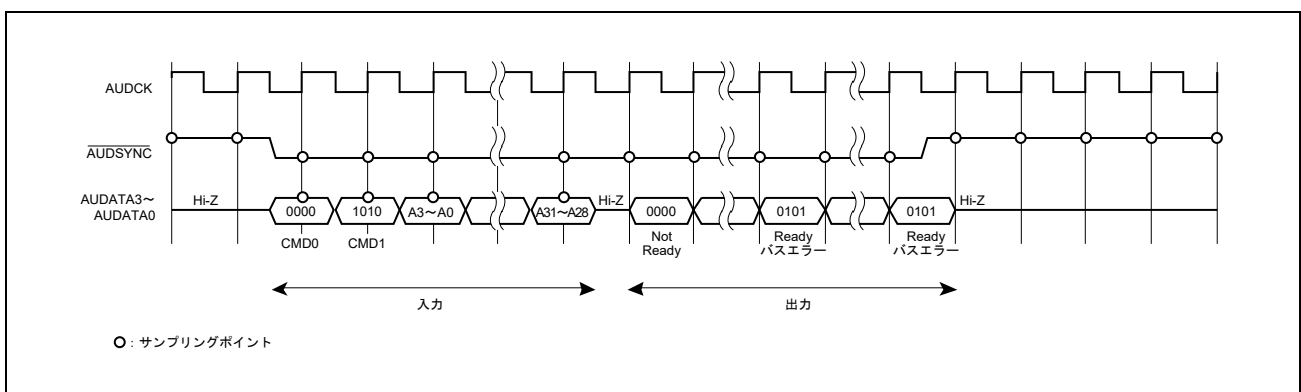 AUDCK
AUDSYNC
AUDATA3～
AUDATA0
Hi-Z
0000
1010
A3～A0
A31～A28
Hi-Z
0000
0101
0101
Hi-Z
CMD0
CMD1
Not
Ready
Ready
バスエラー
Ready
バスエラー
入力
出力
：サンプリングポイント